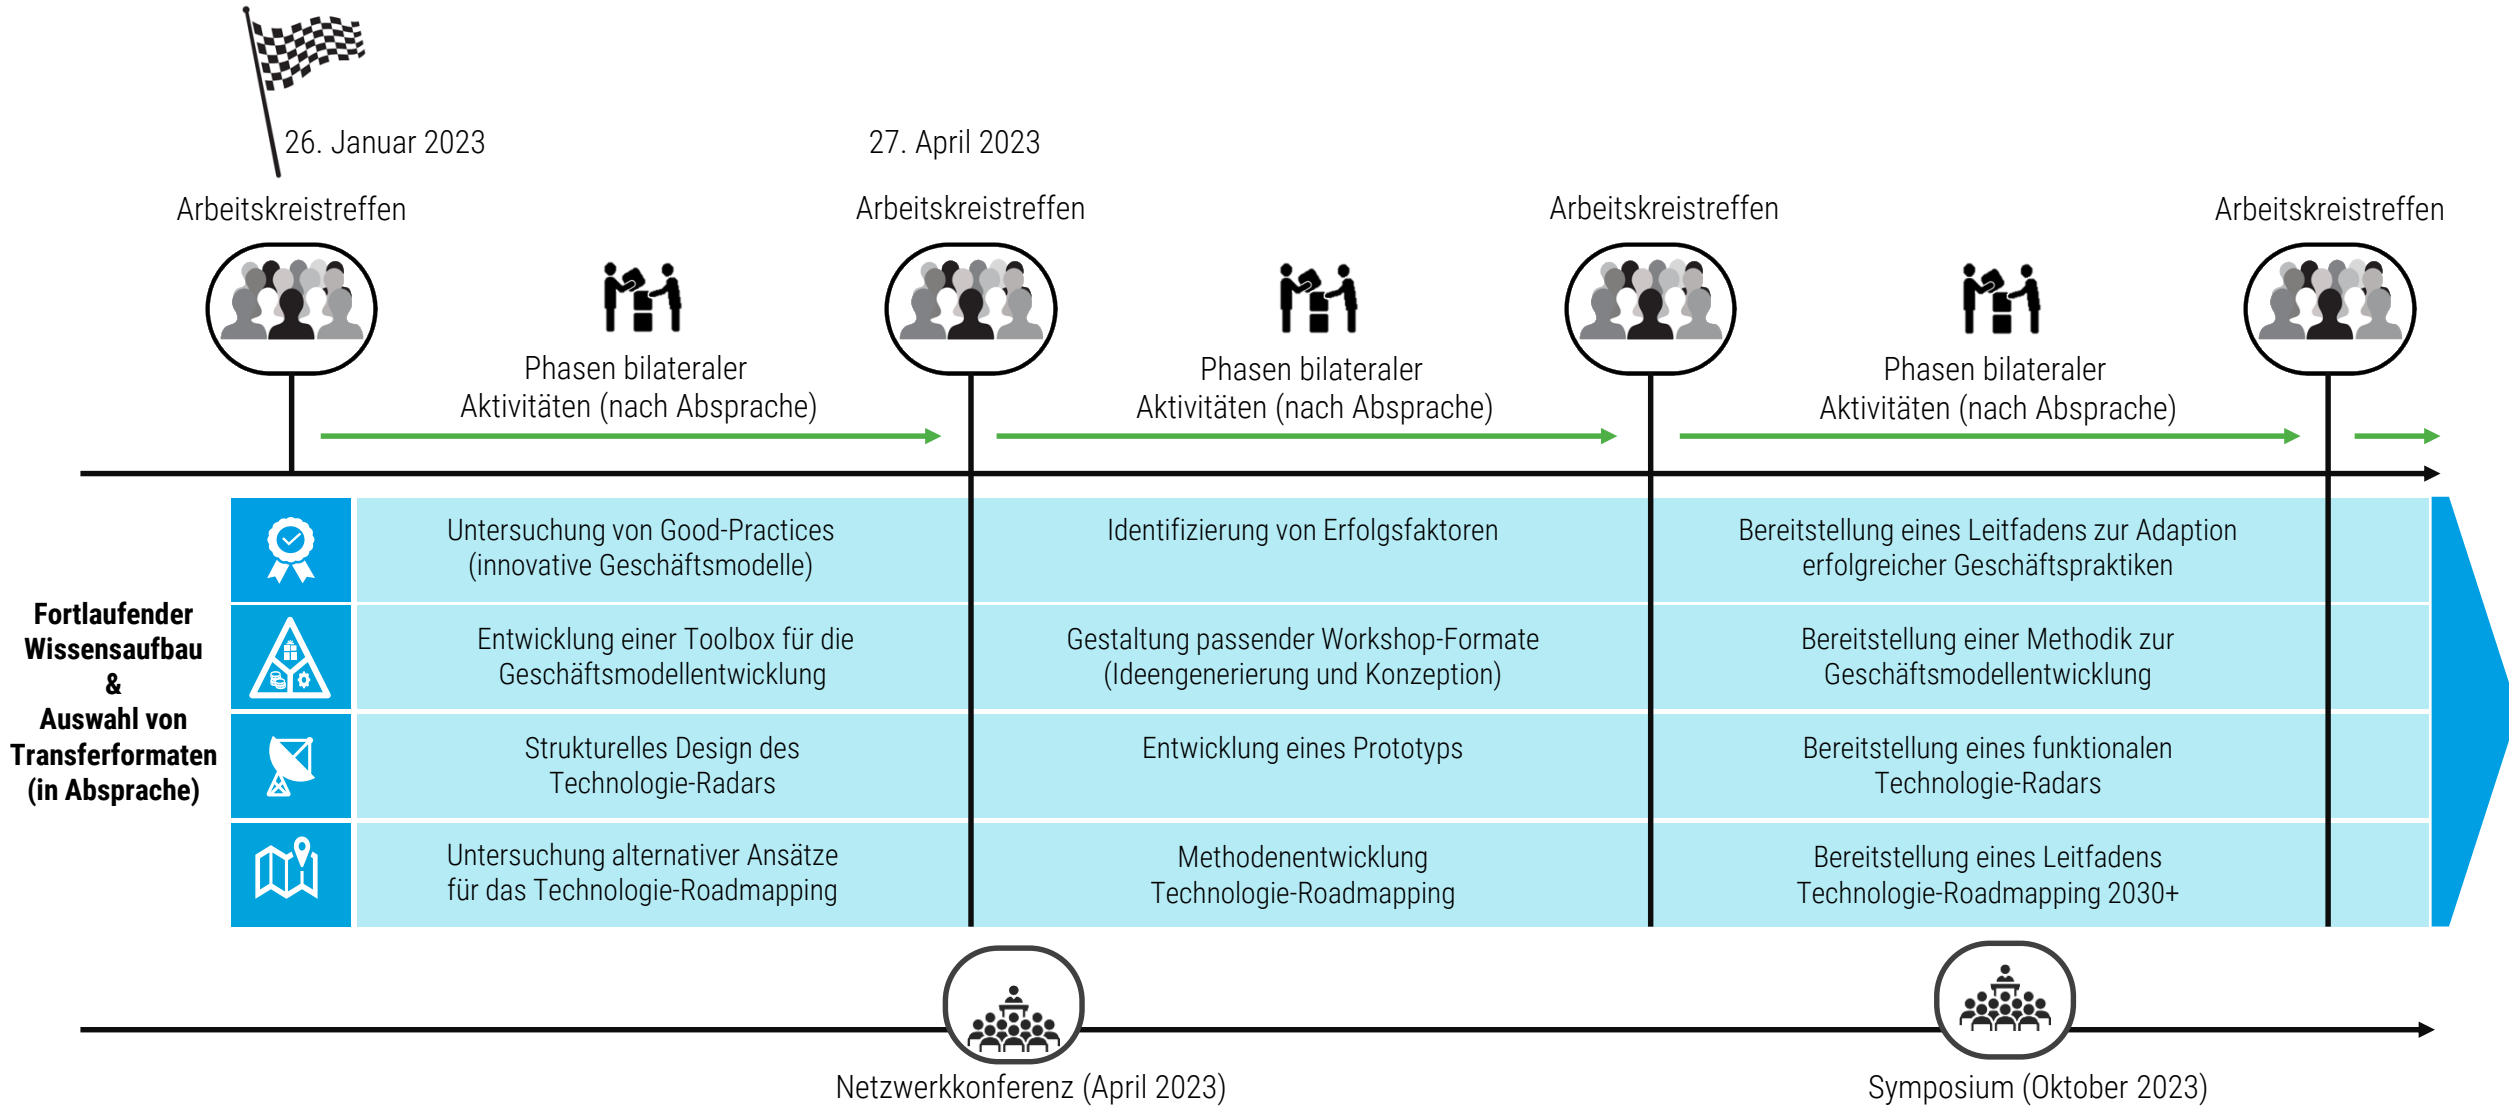 26. Januar 2023
27. April 2023
Arbeitskreistreffen
Arbeitskreistreffen
Arbeitskreistreffen
Arbeitskreistreffen
Phasen bilateraler
Aktivitäten (nach Absprache)
Phasen bilateraler
Aktivitäten (nach Absprache)
Phasen bilateraler
Aktivitäten (nach Absprache)
Fortlaufender
Wissensaufbau
&
Auswahl von
Transferformaten
(in Absprache)
Untersuchung von Good-Practices
(innovative Geschäftsmodelle)
Identifizierung von Erfolgsfaktoren
Bereitstellung eines Leitfadens zur Adaption
erfolgreicher Geschäftspraktiken
Entwicklung einer Toolbox für die
Geschäftsmodellentwicklung
Gestaltung passender Workshop-Formate
(Ideengenerierung und Konzeption)
Bereitstellung einer Methodik zur
Geschäftsmodellentwicklung
Strukturelles Design des
Technologie-Radars
Entwicklung eines Prototyps
Bereitstellung eines funktionalen
Technologie-Radars
Untersuchung alternativer Ansätze
für das Technologie-Roadmapping
Methodenentwicklung
Technologie-Roadmapping
Bereitstellung eines Leitfadens
Technologie-Roadmapping 2030+
Netzwerkkonferenz (April 2023)
Symposium (Oktober 2023)